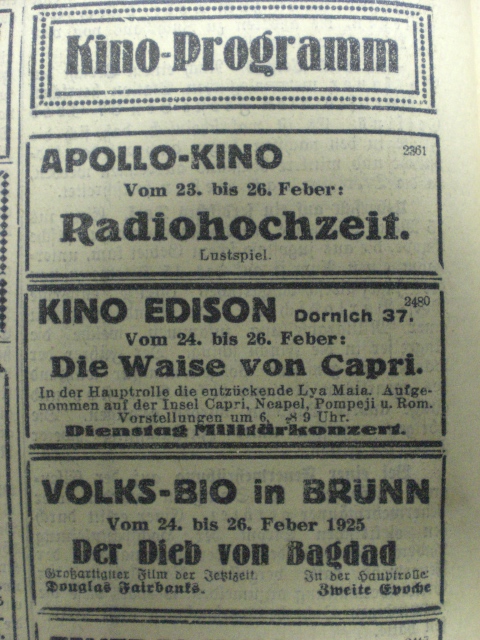 Kino-Programm
APOLLO-KINO 2361
Vom 23. bis 26. Feber:
Radiohochzeit.
Lustspiel.
KINO EDISON Dornich 37. 2480
Vom 24. bis 26. Feber:
Die Waise von Capri.
In der Hauptrolle die entzückende Lya Maia. Aufge-
nommen auf der Insel Capri, Neapel, Pompeji u. Rom.
Vorstellungen um 6, 9 Uhr.
Dienstag Militärkonzert.
VOLKS-BIO in BRÜNN
Vom 24. bis 26. Feber 1925
Der Dieb von Bagdad
Großartigster Film der Jetztzeit. In der Hauptrolle:
Douglas Fairbanks. Zweite Epoche